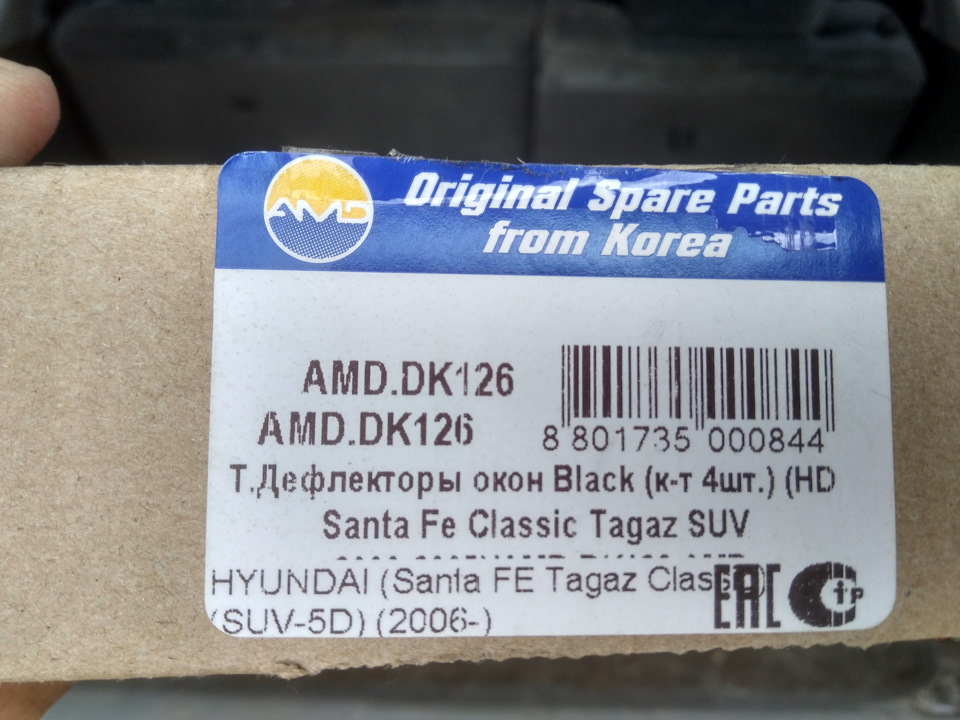 AMD
Original Spare Parts
from Korea
AMD.DK126
AMD.DK126
8 801735 000844
Т.Дефлекторы окон Black (к-т 4шт.) (HD
Santa Fe Classic Tagaz SUV
HYUNDAI (Santa FE Tagaz Classic)
(SUV-5D) (2006-)
EAC